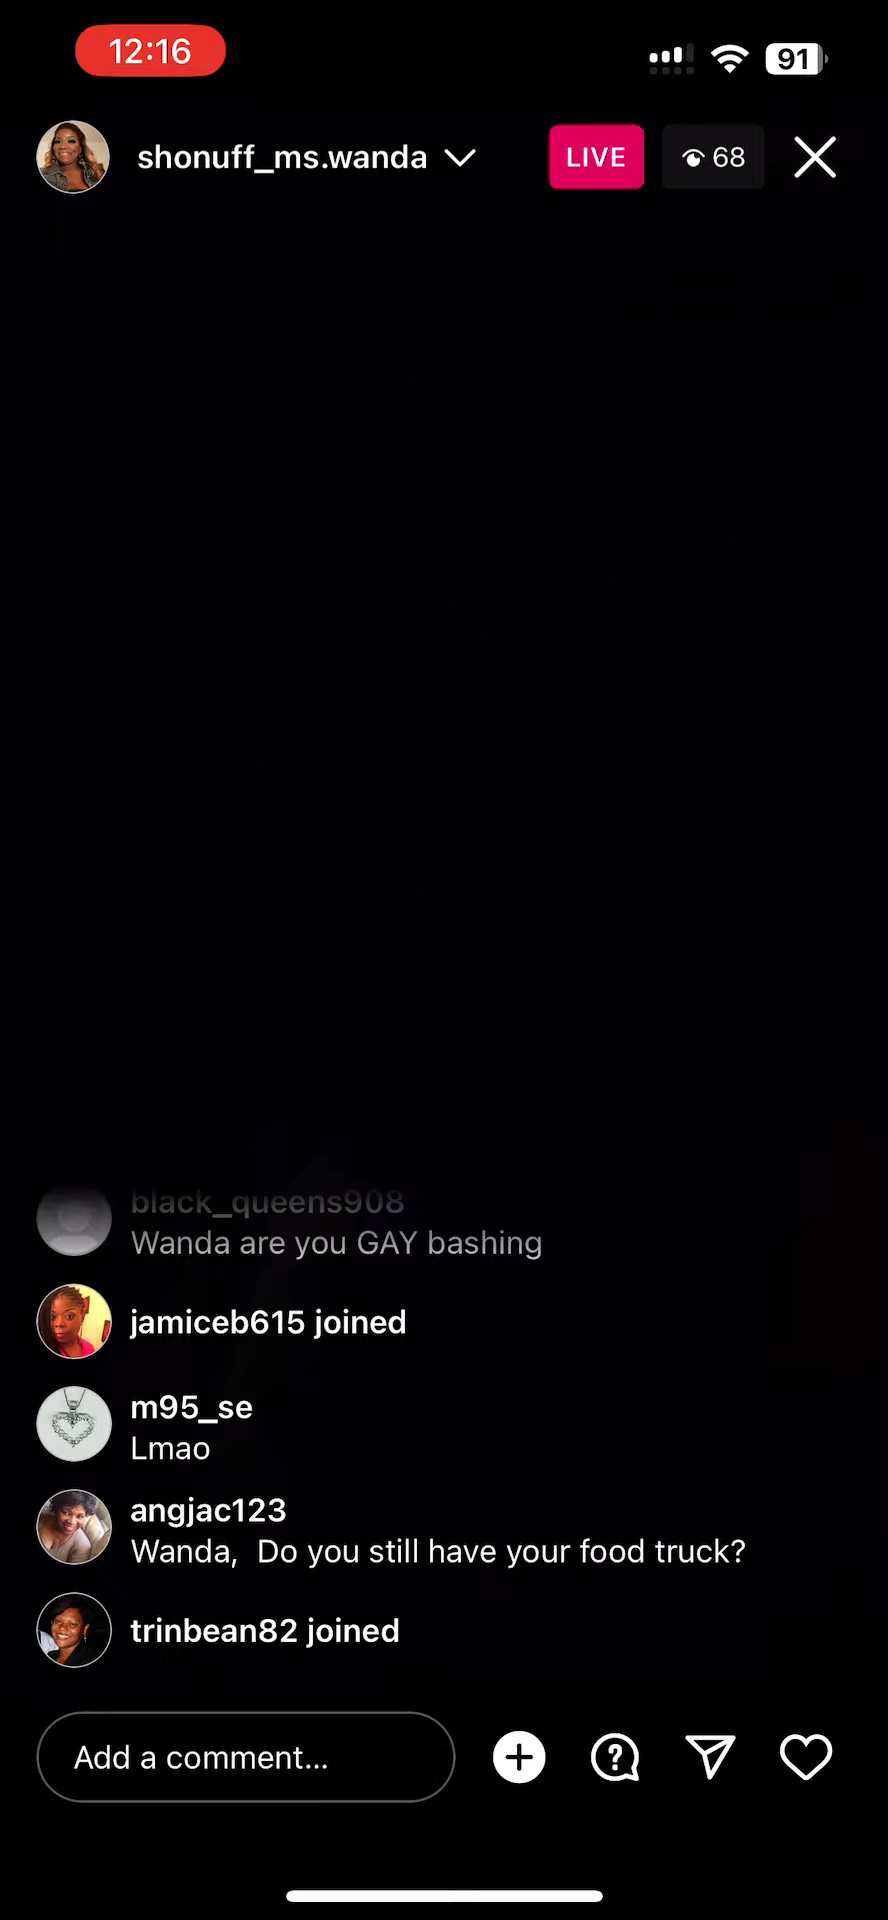 12:16
91
shonuff_ms.wanda
LIVE
68
black_queens908
Wanda are you GAY bashing
jamiceb615 joined
m95_se
Lmao
angjac123
Wanda,  Do you still have your food truck?
trinbean82 joined
Add a comment...